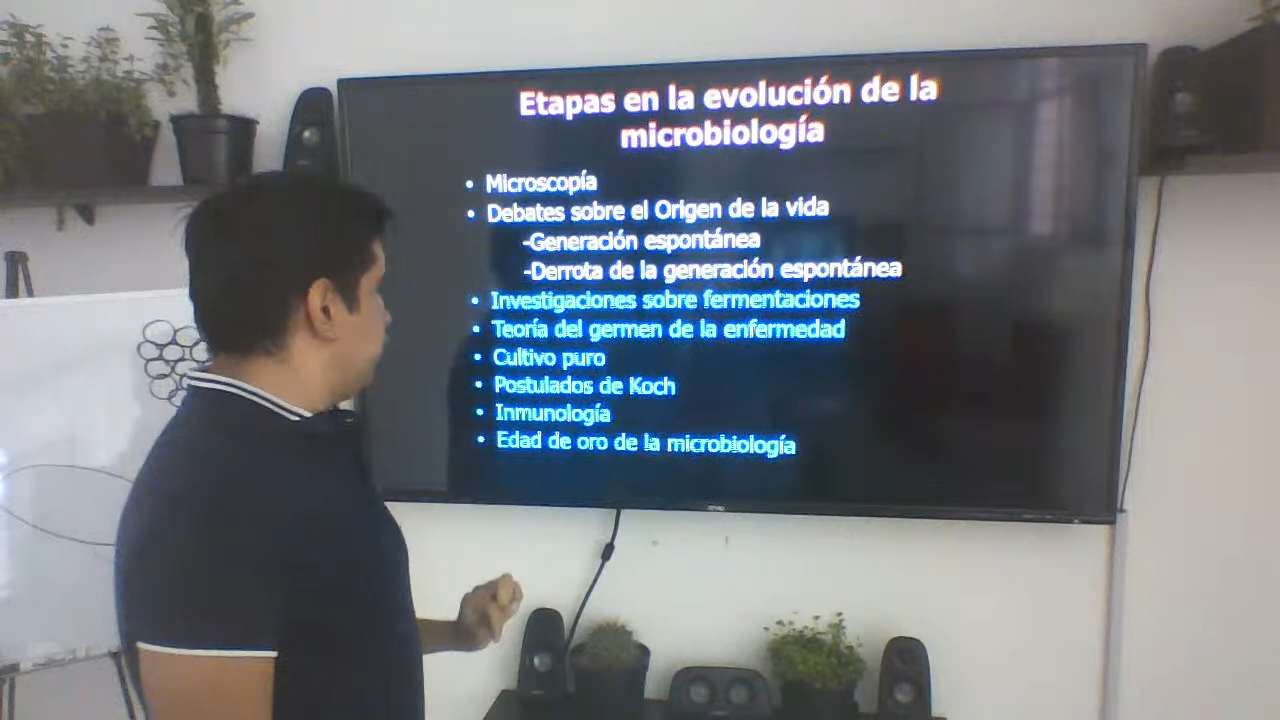 Etapas en la evolución de la
microbiología
• Microscopía
• Debates sobre el Origen de la vida
-Generación espontánea
-Derrota de la generación espontánea
• Investigaciones sobre fermentaciones
• Teoría del germen de la enfermedad
• Cultivo puro
• Postulados de Koch
• Inmunología
• Edad de oro de la microbiología